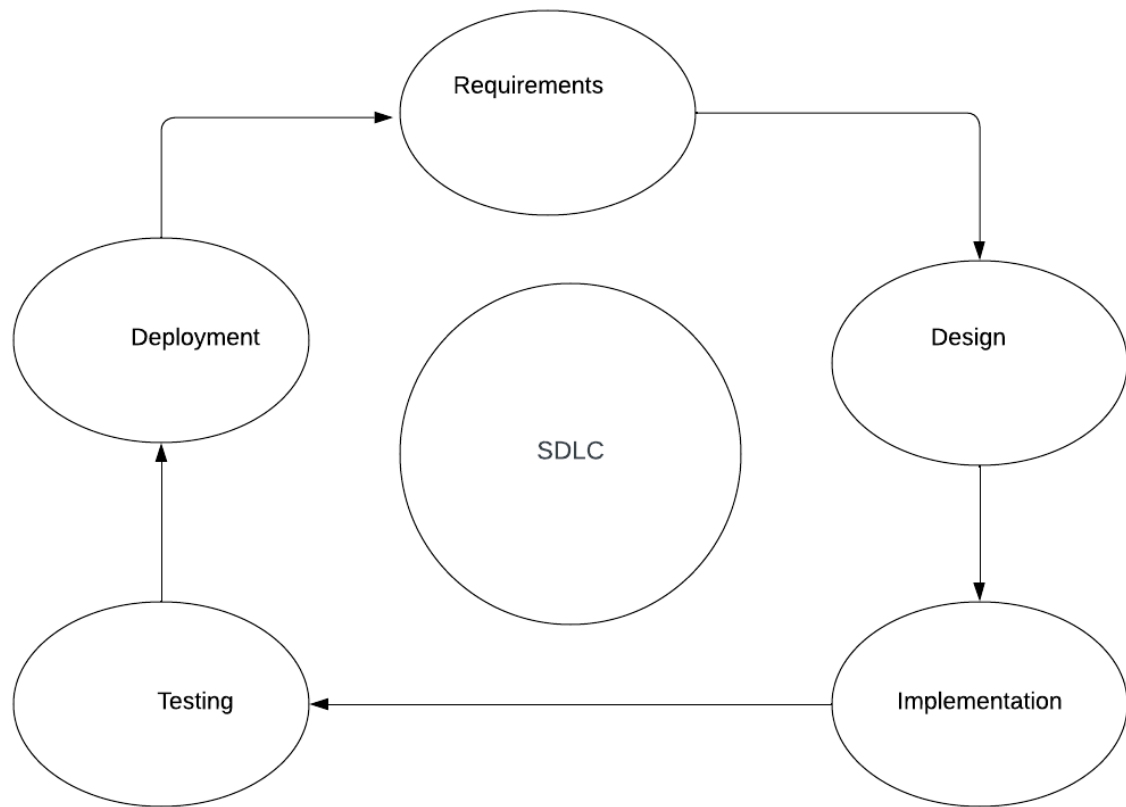 Requirements
Design
Implementation
Testing
Deployment
SDLC